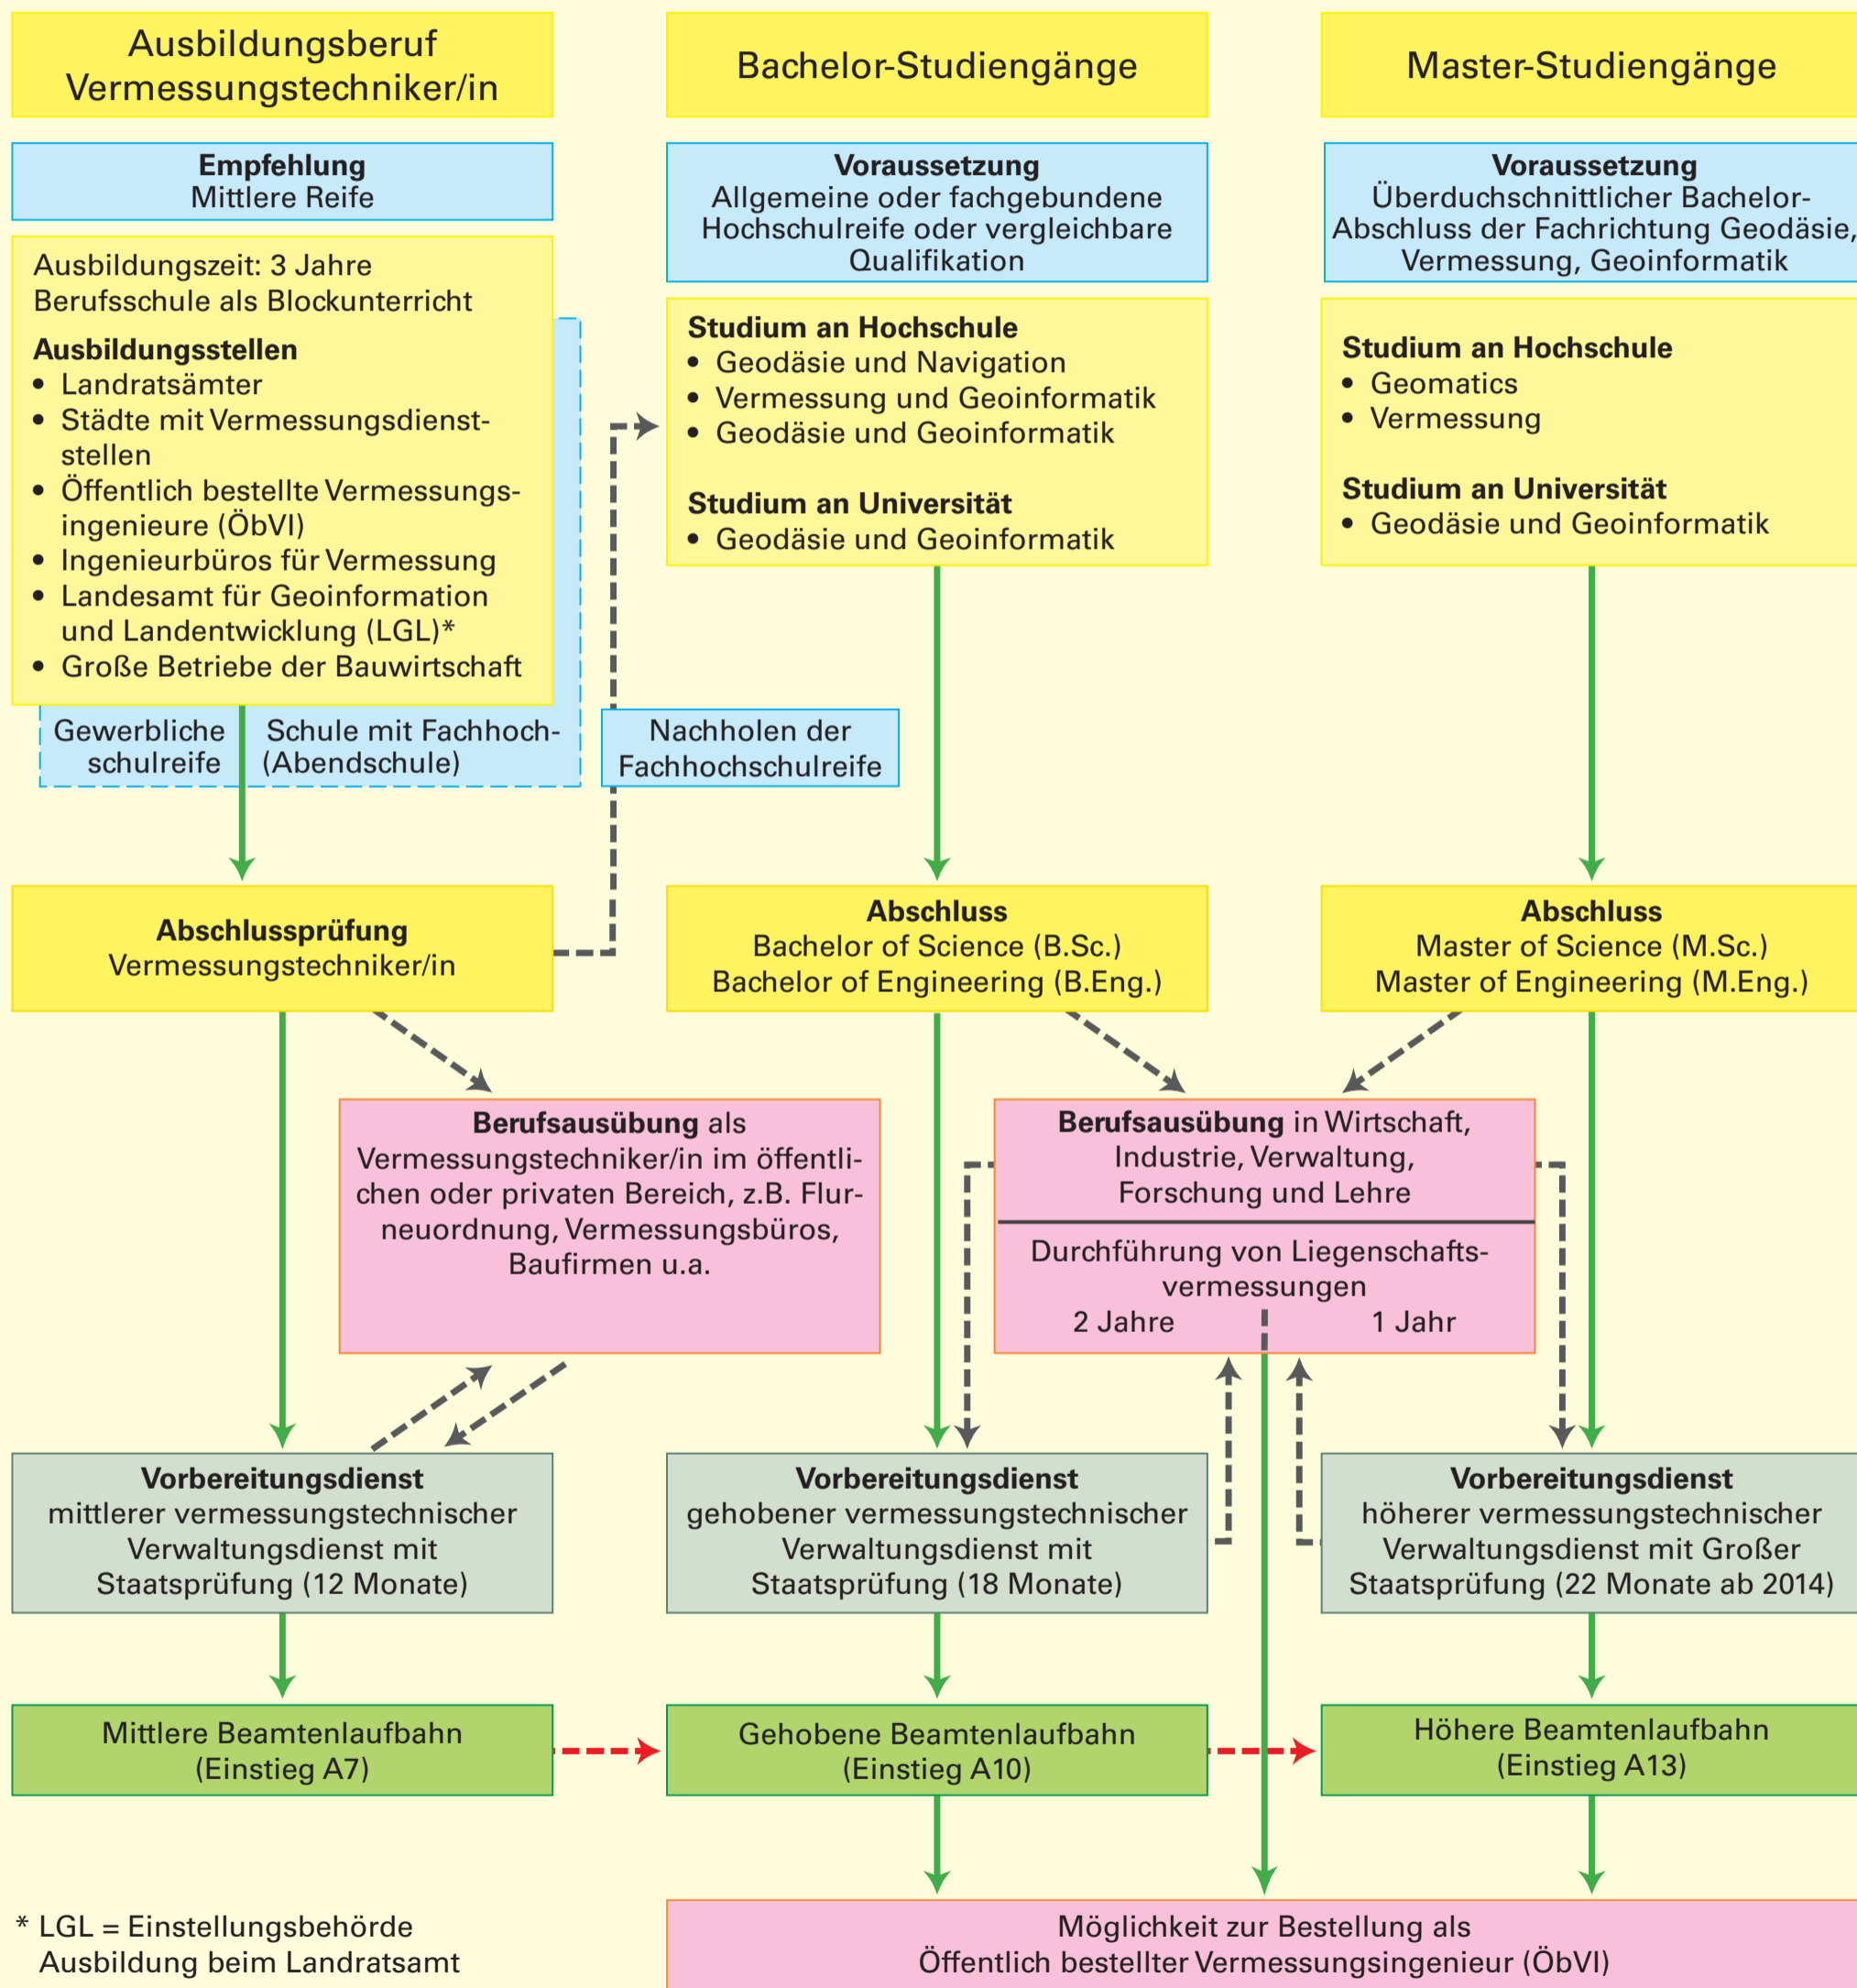 Ausbildungsberuf
Vermessungstechniker/in
Empfehlung
Mittlere Reife
Ausbildungszeit: 3 Jahre
Berufsschule als Blockunterricht
Ausbildungsstellen
• Landratsämter
• Städte mit Vermessungsdienst-
stellen
• Öffentlich bestellte Vermessungs-
ingenieure (ÖbVI)
• Ingenieurbüros für Vermessung
• Landesamt für Geoinformation
und Landentwicklung (LGL)*
• Große Betriebe der Bauwirtschaft
Gewerbliche Schule mit Fachhoch-
schulreife (Abendschule)
Nachholen der
Fachhochschulreife
Abschlussprüfung
Vermessungstechniker/in
Berufsausübung als
Vermessungstechniker/in im öffentli-
chen oder privaten Bereich, z.B. Flur-
neuordnung, Vermessungsbüros,
Baufirmen u.a.
Vorbereitungsdienst
mittlerer vermessungstechnischer
Verwaltungsdienst mit
Staatsprüfung (12 Monate)
Mittlere Beamtenlaufbahn
(Einstieg A7)
* LGL = Einstellungsbehörde
Ausbildung beim Landratsamt
Bachelor-Studiengänge
Voraussetzung
Allgemeine oder fachgebundene
Hochschulreife oder vergleichbare
Qualifikation
Studium an Hochschule
• Geodäsie und Navigation
• Vermessung und Geoinformatik
• Geodäsie und Geoinformatik
Studium an Universität
• Geodäsie und Geoinformatik
Abschluss
Bachelor of Science (B.Sc.)
Bachelor of Engineering (B.Eng.)
Berufsausübung in Wirtschaft,
Industrie, Verwaltung,
Forschung und Lehre
Durchführung von Liegenschafts-
vermessungen
2 Jahre 1 Jahr
Vorbereitungsdienst
gehobener vermessungstechnischer
Verwaltungsdienst mit
Staatsprüfung (18 Monate)
Gehobene Beamtenlaufbahn
(Einstieg A10)
Master-Studiengänge
Voraussetzung
Überduchschnittlicher Bachelor-
Abschluss der Fachrichtung Geodäsie,
Vermessung, Geoinformatik
Studium an Hochschule
• Geomatics
• Vermessung
Studium an Universität
• Geodäsie und Geoinformatik
Abschluss
Master of Science (M.Sc.)
Master of Engineering (M.Eng.)
Vorbereitungsdienst
höherer vermessungstechnischer
Verwaltungsdienst mit Großer
Staatsprüfung (22 Monate ab 2014)
Höhere Beamtenlaufbahn
(Einstieg A13)
Möglichkeit zur Bestellung als
Öffentlich bestellter Vermessungsingenieur (ÖbVI)